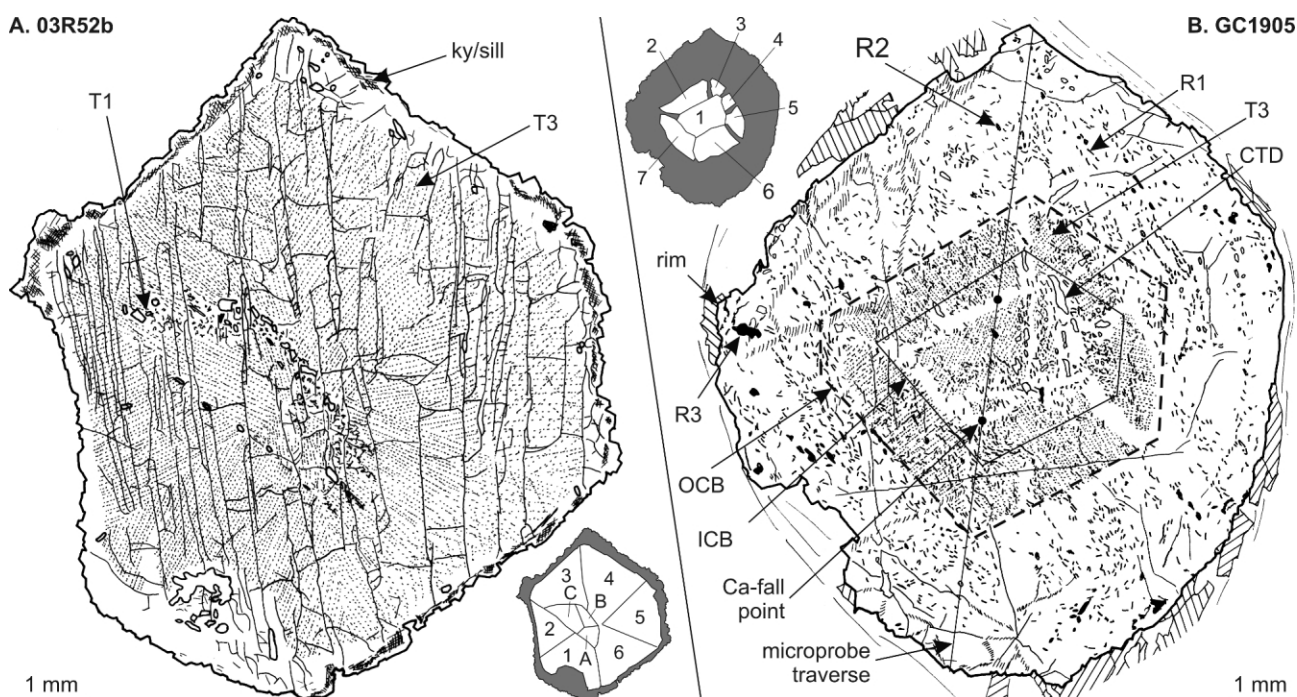 A. 03R52b
ky/sill
T1
T3
1 mm
3
4
C
B
2
5
1
A
6
B. GC1905
3
2
4
R2
R1
5
1
T3
CTD
7
6
rim
R3
OCB
ICB
Ca-fall
point
microprobe
traverse
1 mm